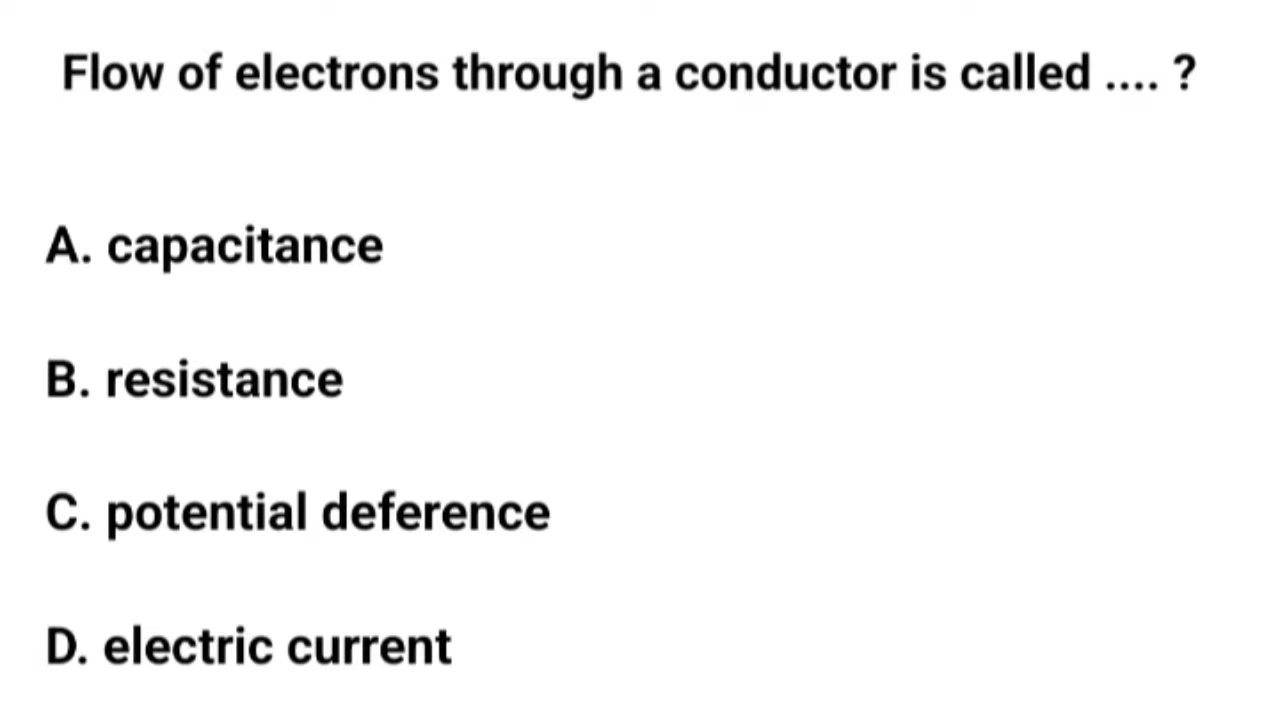 Flow of electrons through a conductor is called .... ?
A. capacitance
B. resistance
C. potential deference
D. electric current